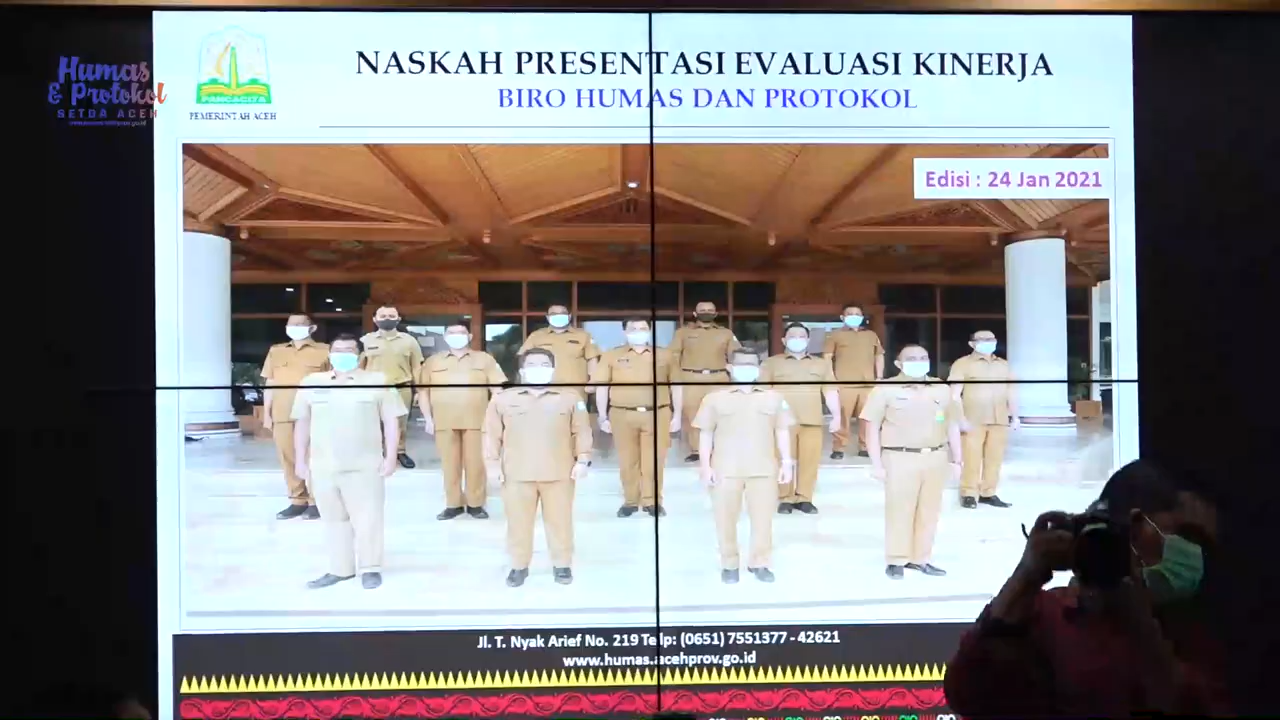 Humas
& Protokol
SETDA ACEH
PANCACITA
PEMERINTAH ACEH
NASKAH PRESENTASI EVALUASI KINERJA
BIRO HUMAS DAN PROTOKOL
Edisi : 24 Jan 2021
Jl. T. Nyak Arief No. 219 Telp: (0651) 7551377 - 42621
www.humas.acehprov.go.id